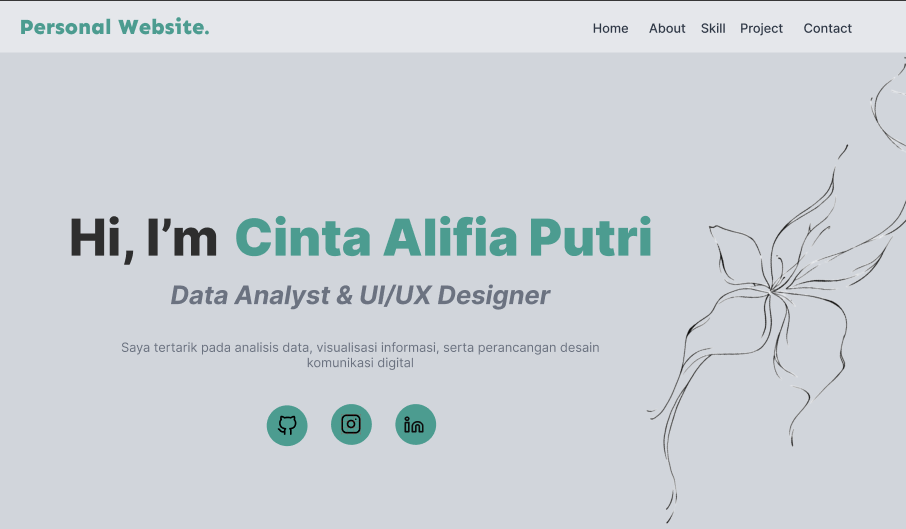 Personal Website.
Home About Skill Project Contact
Hi, I’m Cinta Alifia Putri
Data Analyst & UI/UX Designer
Saya tertarik pada analisis data, visualisasi informasi, serta perancangan desain
komunikasi digital